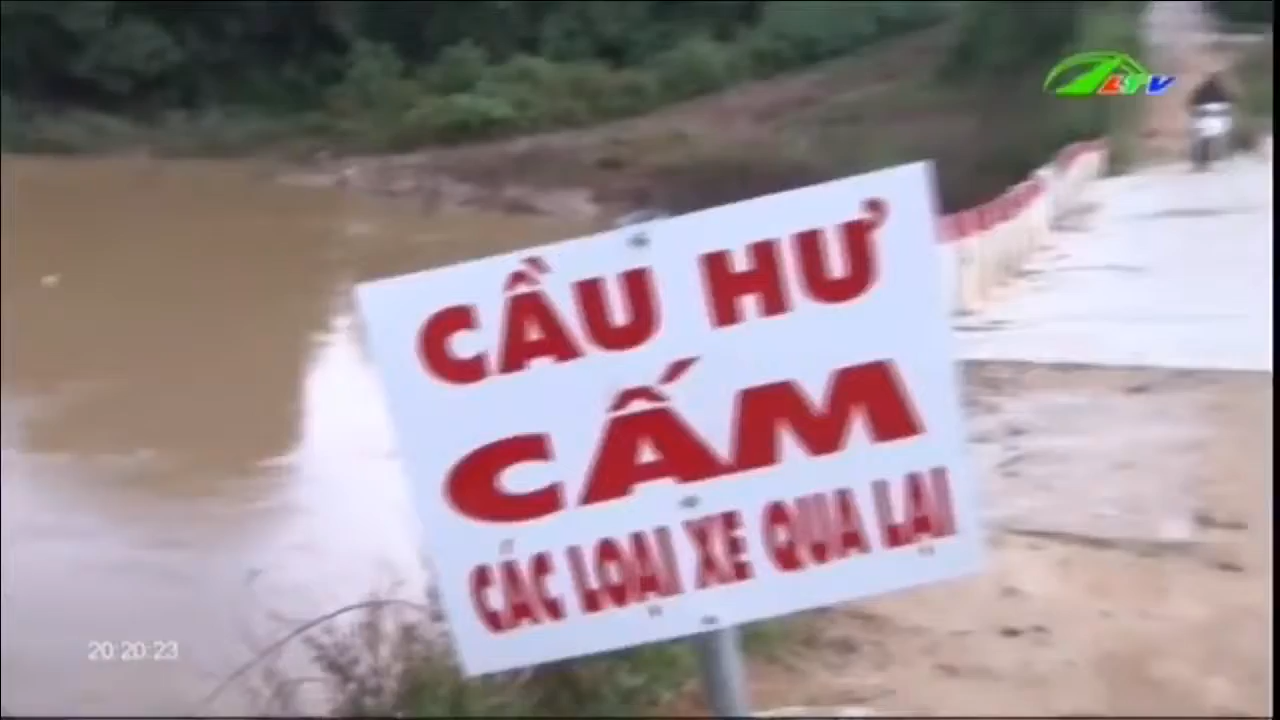 LTV
CẦU HƯ
CẤM
CÁC LOẠI XE QUA LẠI
20:20:23